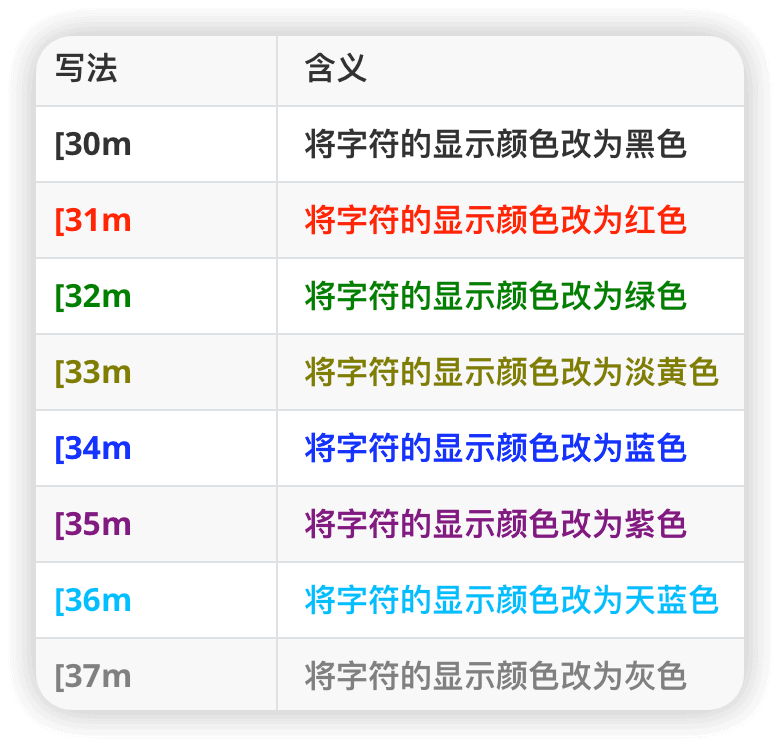 写法 含义
[30m 将字符的显示颜色改为黑色
[31m 将字符的显示颜色改为红色
[32m 将字符的显示颜色改为绿色
[33m 将字符的显示颜色改为淡黄色
[34m 将字符的显示颜色改为蓝色
[35m 将字符的显示颜色改为紫色
[36m 将字符的显示颜色改为天蓝色
[37m 将字符的显示颜色改为灰色